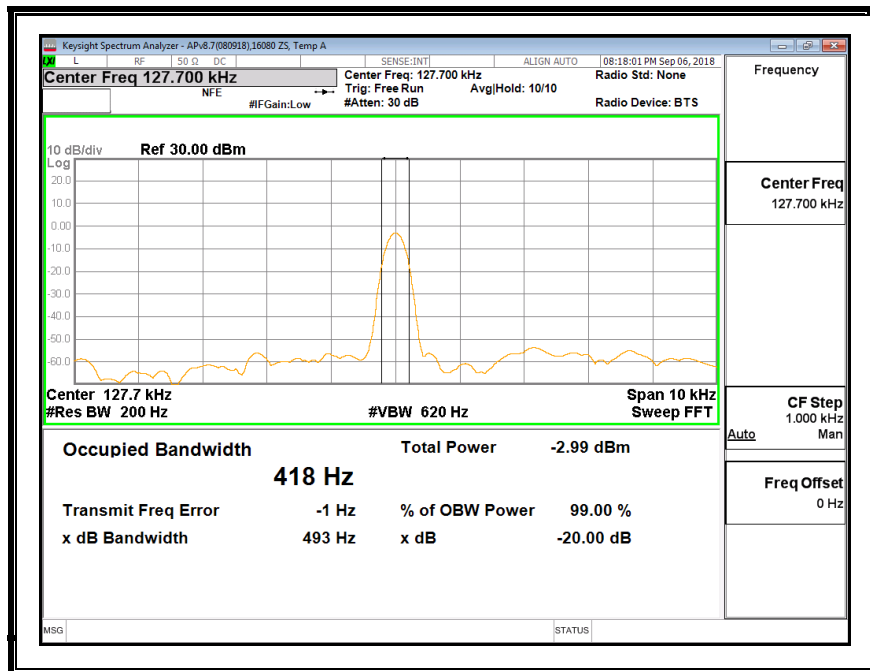 Keysight Spectrum Analyzer - APv8.7(080918),16080 ZS, Temp A
LXI L RF 50 Ω DC SENSE:INT ALIGN AUTO 08:18:01 PM Sep 06, 2018
Center Freq 127.700 kHz
NFE
#IFGain:Low
Center Freq: 127.700 kHz
Trig: Free Run Avg|Hold: 10/10
#Atten: 30 dB
Radio Std: None
Radio Device: BTS
10 dB/div Ref 30.00 dBm
Log
20.0
10.0
0.00
-10.0
-20.0
-30.0
-40.0
-50.0
-60.0
Center 127.7 kHz Span 10 kHz
#Res BW 200 Hz #VBW 620 Hz Sweep FFT
Occupied Bandwidth Total Power -2.99 dBm
418 Hz
Transmit Freq Error -1 Hz % of OBW Power 99.00 %
x dB Bandwidth 493 Hz x dB -20.00 dB
Frequency
Center Freq
127.700 kHz
CF Step
1.000 kHz
Auto Man
Freq Offset
0 Hz
MSG STATUS